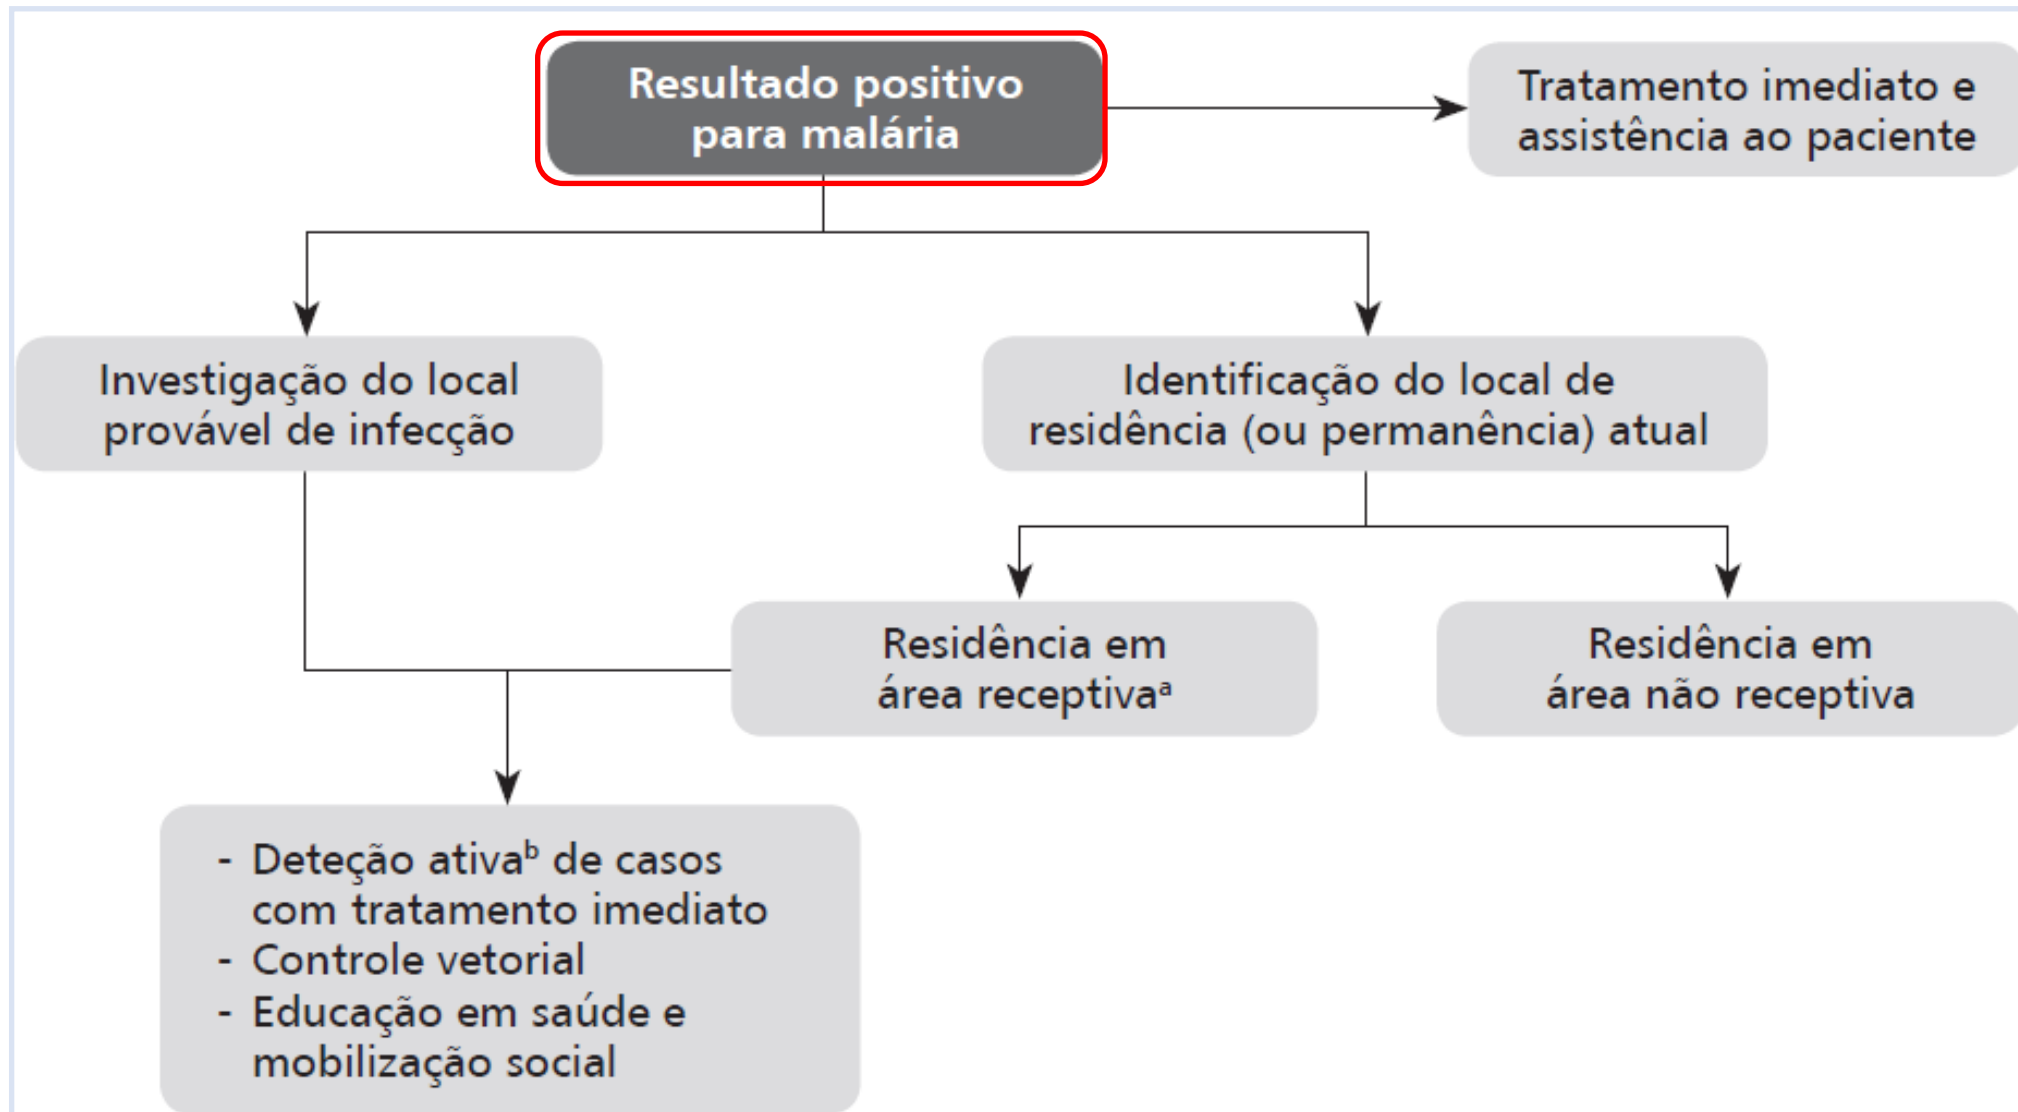 Resultado positivo
para malária
Tratamento imediato e
assistência ao paciente
Investigação do local
provável de infecção
Identificação do local de
residência (ou permanência) atual
Residência em
área receptivaᵃ
Residência em
área não receptiva
- Deteção ativaᵇ de casos
com tratamento imediato
- Controle vetorial
- Educação em saúde e
mobilização social